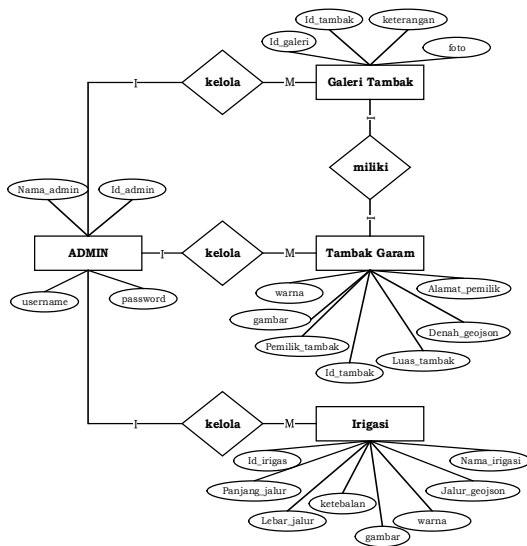 Id_tambak
keterangan
Id_galeri
foto
kelola
I
M
Galeri Tambak
I
miliki
Nama_admin
Id_admin
I
ADMIN
I
kelola
M
Tambak Garam
username
password
warna
Alamat_pemilik
gambar
Denah_geojson
Pemilik_tambak
Luas_tambak
Id_tambak
I
kelola
M
Irigasi
Id_irigas
Nama_irigasi
Panjang_jalur
Jalur_geojson
ketebalan
Lebar_jalur
warna
gambar